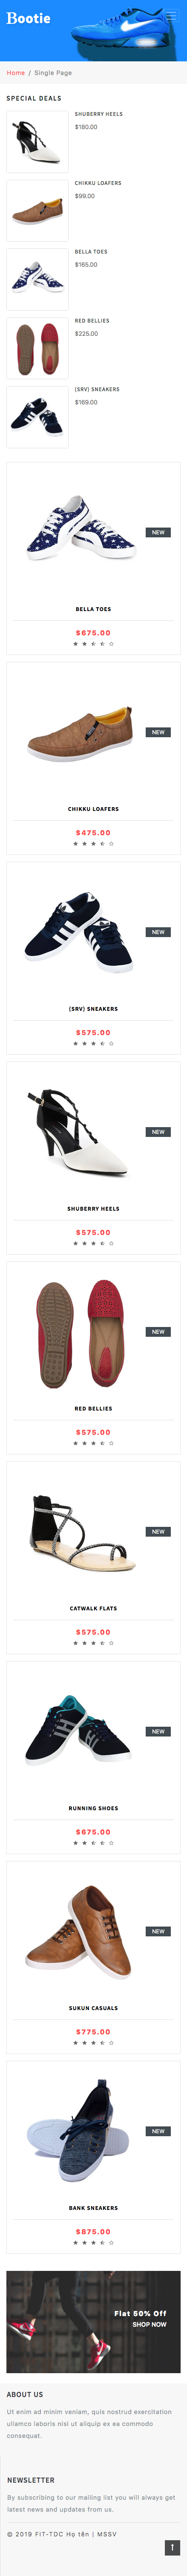 Bootie
Home / Single Page
SPECIAL DEALS
SHUBERRY HEELS
$180.00
CHIKKU LOAFERS
$99.00
BELLA TOES
$165.00
RED BELLIES
$225.00
(SRV) SNEAKERS
$169.00
NEW
BELLA TOES
$675.00
NEW
CHIKKU LOAFERS
$475.00
NEW
(SRV) SNEAKERS
$575.00
NEW
SHUBERRY HEELS
$575.00
NEW
RED BELLIES
$575.00
NEW
CATWALK FLATS
$575.00
NEW
RUNNING SHOES
$675.00
NEW
SUKUN CASUALS
$775.00
NEW
BANK SNEAKERS
$875.00
Flat 50% Off
SHOP NOW
ABOUT US
Ut enim ad minim veniam, quis nostrud exercitation
ullamco laboris nisi ut aliquip ex ea commodo
consequat.
NEWSLETTER
By subscribing to our mailing list you will always get
latest news and updates from us.
© 2019 FIT-TDC Họ tên | MSSV